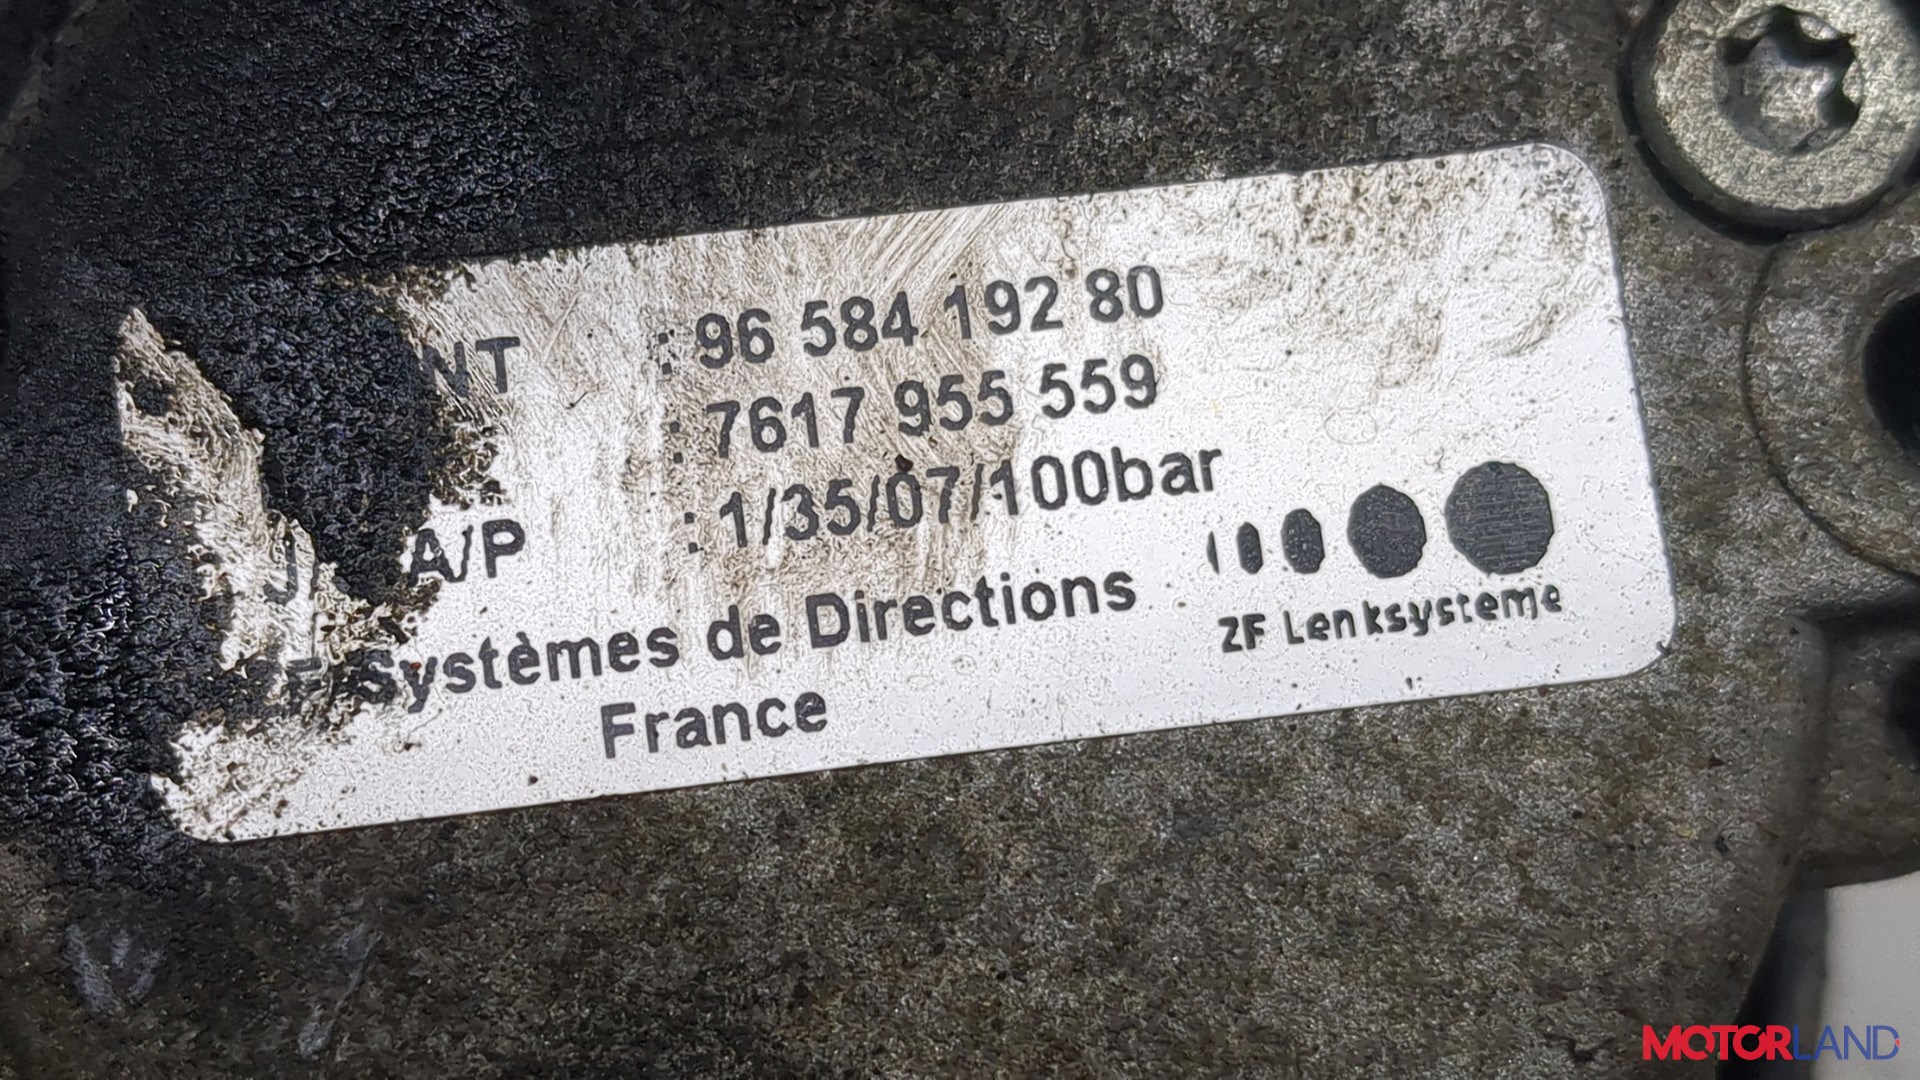 NT : 96 584 192 80
: 7617 955 559
J/ A/P : 1/35/07/100bar
ZF Systèmes de Directions
France
ZF Lenksysteme
MOTORLAND